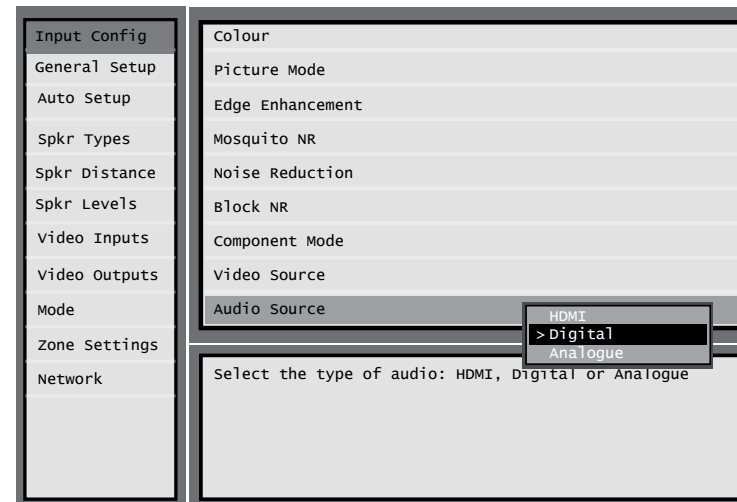 Input Config
General Setup
Auto Setup
Spkr Types
Spkr Distance
Spkr Levels
Video Inputs
Video Outputs
Mode
Zone Settings
Network
Colour
Picture Mode
Edge Enhancement
Mosquito NR
Noise Reduction
Block NR
Component Mode
Video Source
Audio Source
HDMI
>Digital
Analogue
Select the type of audio: HDMI, Digital or Analogue